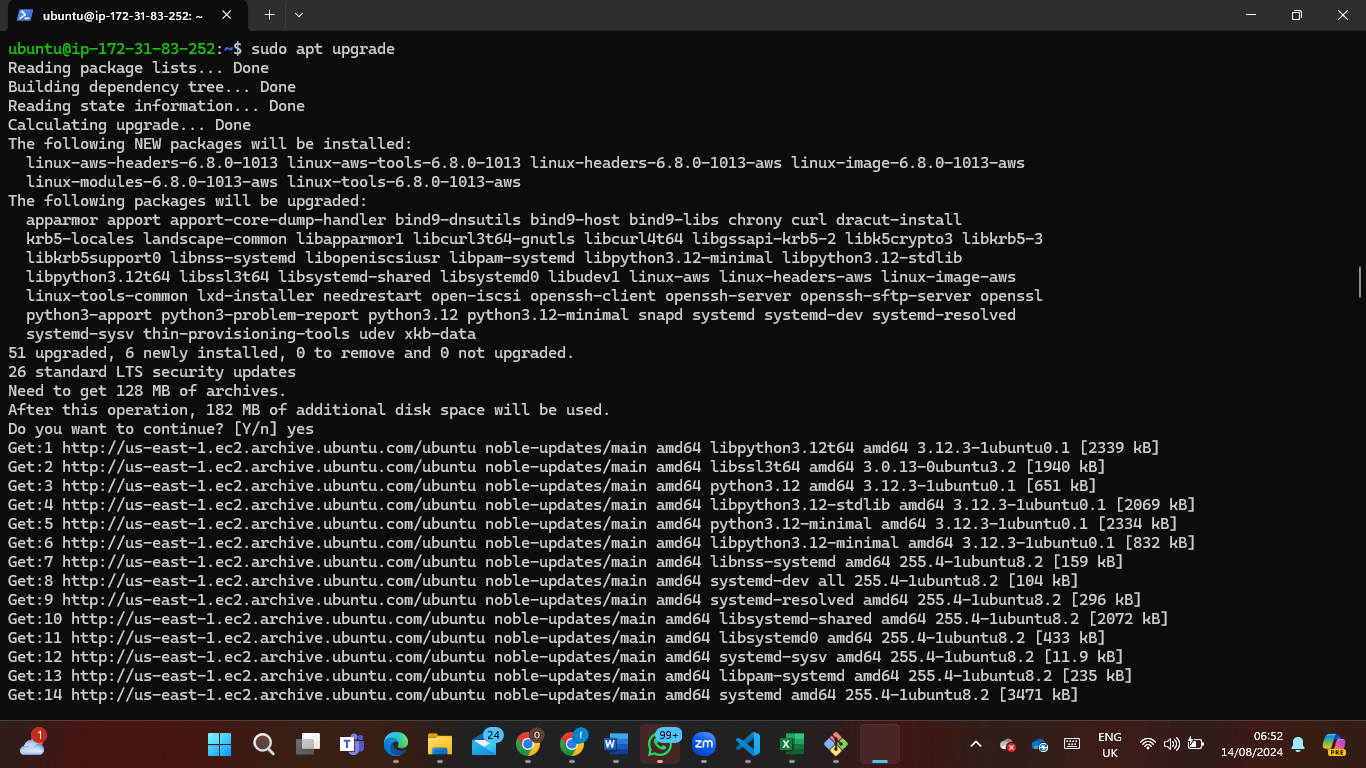 ubuntu@ip-172-31-83-252: ~
ubuntu@ip-172-31-83-252:~$ sudo apt upgrade
Reading package lists... Done
Building dependency tree... Done
Reading state information... Done
Calculating upgrade... Done
The following NEW packages will be installed:
  linux-aws-headers-6.8.0-1013 linux-aws-tools-6.8.0-1013 linux-headers-6.8.0-1013-aws linux-image-6.8.0-1013-aws
  linux-modules-6.8.0-1013-aws linux-tools-6.8.0-1013-aws
The following packages will be upgraded:
  apparmor apport apport-core-dump-handler bind9-dnsutils bind9-host bind9-libs chrony curl dracut-install
  krb5-locales landscape-common libapparmor1 libcurl3t64-gnutls libcurl4t64 libgssapi-krb5-2 libk5crypto3 libkrb5-3
  libkrb5support0 libnss-systemd libopeniscsiusr libpam-systemd libpython3.12-minimal libpython3.12-stdlib
  libpython3.12t64 libssl3t64 libsystemd-shared libsystemd0 libudev1 linux-aws linux-headers-aws linux-image-aws
  linux-tools-common lxd-installer needrestart open-iscsi openssh-client openssh-server openssh-sftp-server openssl
  python3-apport python3-problem-report python3.12 python3.12-minimal snapd systemd systemd-dev systemd-resolved
  systemd-sysv thin-provisioning-tools udev xkb-data
51 upgraded, 6 newly installed, 0 to remove and 0 not upgraded.
26 standard LTS security updates
Need to get 128 MB of archives.
After this operation, 182 MB of additional disk space will be used.
Do you want to continue? [Y/n] yes
Get:1 http://us-east-1.ec2.archive.ubuntu.com/ubuntu noble-updates/main amd64 libpython3.12t64 amd64 3.12.3-1ubuntu0.1 [2339 kB]
Get:2 http://us-east-1.ec2.archive.ubuntu.com/ubuntu noble-updates/main amd64 libssl3t64 amd64 3.0.13-0ubuntu3.2 [1940 kB]
Get:3 http://us-east-1.ec2.archive.ubuntu.com/ubuntu noble-updates/main amd64 python3.12 amd64 3.12.3-1ubuntu0.1 [651 kB]
Get:4 http://us-east-1.ec2.archive.ubuntu.com/ubuntu noble-updates/main amd64 libpython3.12-stdlib amd64 3.12.3-1ubuntu0.1 [2069 kB]
Get:5 http://us-east-1.ec2.archive.ubuntu.com/ubuntu noble-updates/main amd64 python3.12-minimal amd64 3.12.3-1ubuntu0.1 [2334 kB]
Get:6 http://us-east-1.ec2.archive.ubuntu.com/ubuntu noble-updates/main amd64 libpython3.12-minimal amd64 3.12.3-1ubuntu0.1 [832 kB]
Get:7 http://us-east-1.ec2.archive.ubuntu.com/ubuntu noble-updates/main amd64 libnss-systemd amd64 255.4-1ubuntu8.2 [159 kB]
Get:8 http://us-east-1.ec2.archive.ubuntu.com/ubuntu noble-updates/main amd64 systemd-dev all 255.4-1ubuntu8.2 [104 kB]
Get:9 http://us-east-1.ec2.archive.ubuntu.com/ubuntu noble-updates/main amd64 systemd-resolved amd64 255.4-1ubuntu8.2 [296 kB]
Get:10 http://us-east-1.ec2.archive.ubuntu.com/ubuntu noble-updates/main amd64 libsystemd-shared amd64 255.4-1ubuntu8.2 [2072 kB]
Get:11 http://us-east-1.ec2.archive.ubuntu.com/ubuntu noble-updates/main amd64 libsystemd0 amd64 255.4-1ubuntu8.2 [433 kB]
Get:12 http://us-east-1.ec2.archive.ubuntu.com/ubuntu noble-updates/main amd64 systemd-sysv amd64 255.4-1ubuntu8.2 [11.9 kB]
Get:13 http://us-east-1.ec2.archive.ubuntu.com/ubuntu noble-updates/main amd64 libpam-systemd amd64 255.4-1ubuntu8.2 [235 kB]
Get:14 http://us-east-1.ec2.archive.ubuntu.com/ubuntu noble-updates/main amd64 systemd amd64 255.4-1ubuntu8.2 [3471 kB]
1 24 0 f 99+ zm
ENG
UK
06:52
14/08/2024
PRE